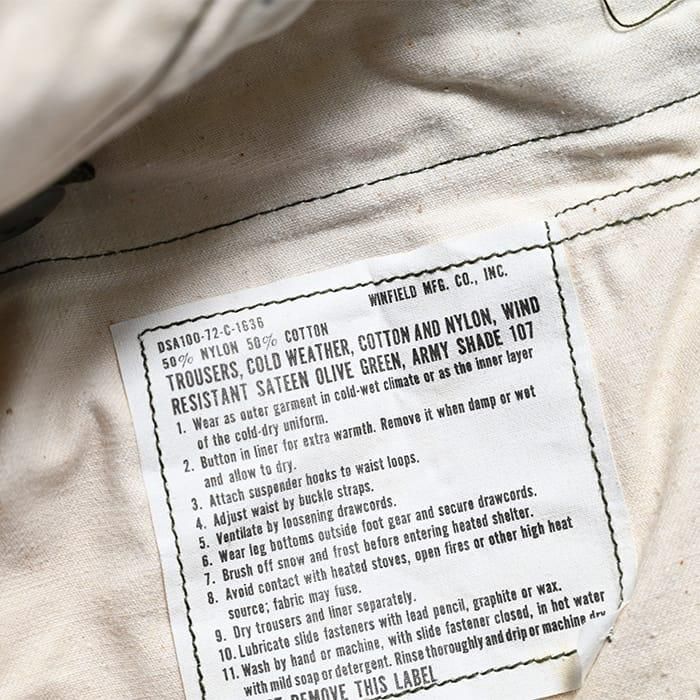 WINFIELD MFG. CO., INC.
DSA100-72-C-1636
50% NYLON 50% COTTON
TROUSERS, COLD WEATHER, COTTON AND NYLON, WIND
RESISTANT SATEEN OLIVE GREEN, ARMY SHADE 107
1. Wear as outer garment in cold-wet climate or as the inner layer
of the cold-dry uniform.
2. Button in liner for extra warmth. Remove it when damp or wet
and allow to dry.
3. Attach suspender hooks to waist loops.
4. Adjust waist by buckle straps.
5. Ventilate by loosening drawcords.
6. Wear leg bottoms outside foot gear and secure drawcords.
7. Brush off snow and frost before entering heated shelter.
8. Avoid contact with heated stoves, open fires or other high heat
source; fabric may fuse.
9. Dry trousers and liner separately.
10. Lubricate slide fasteners with lead pencil, graphite or wax.
11. Wash by hand or machine, with slide fastener closed, in hot water
with mild soap or detergent. Rinse thoroughly and drip or machine dry
REMOVE THIS LABEL